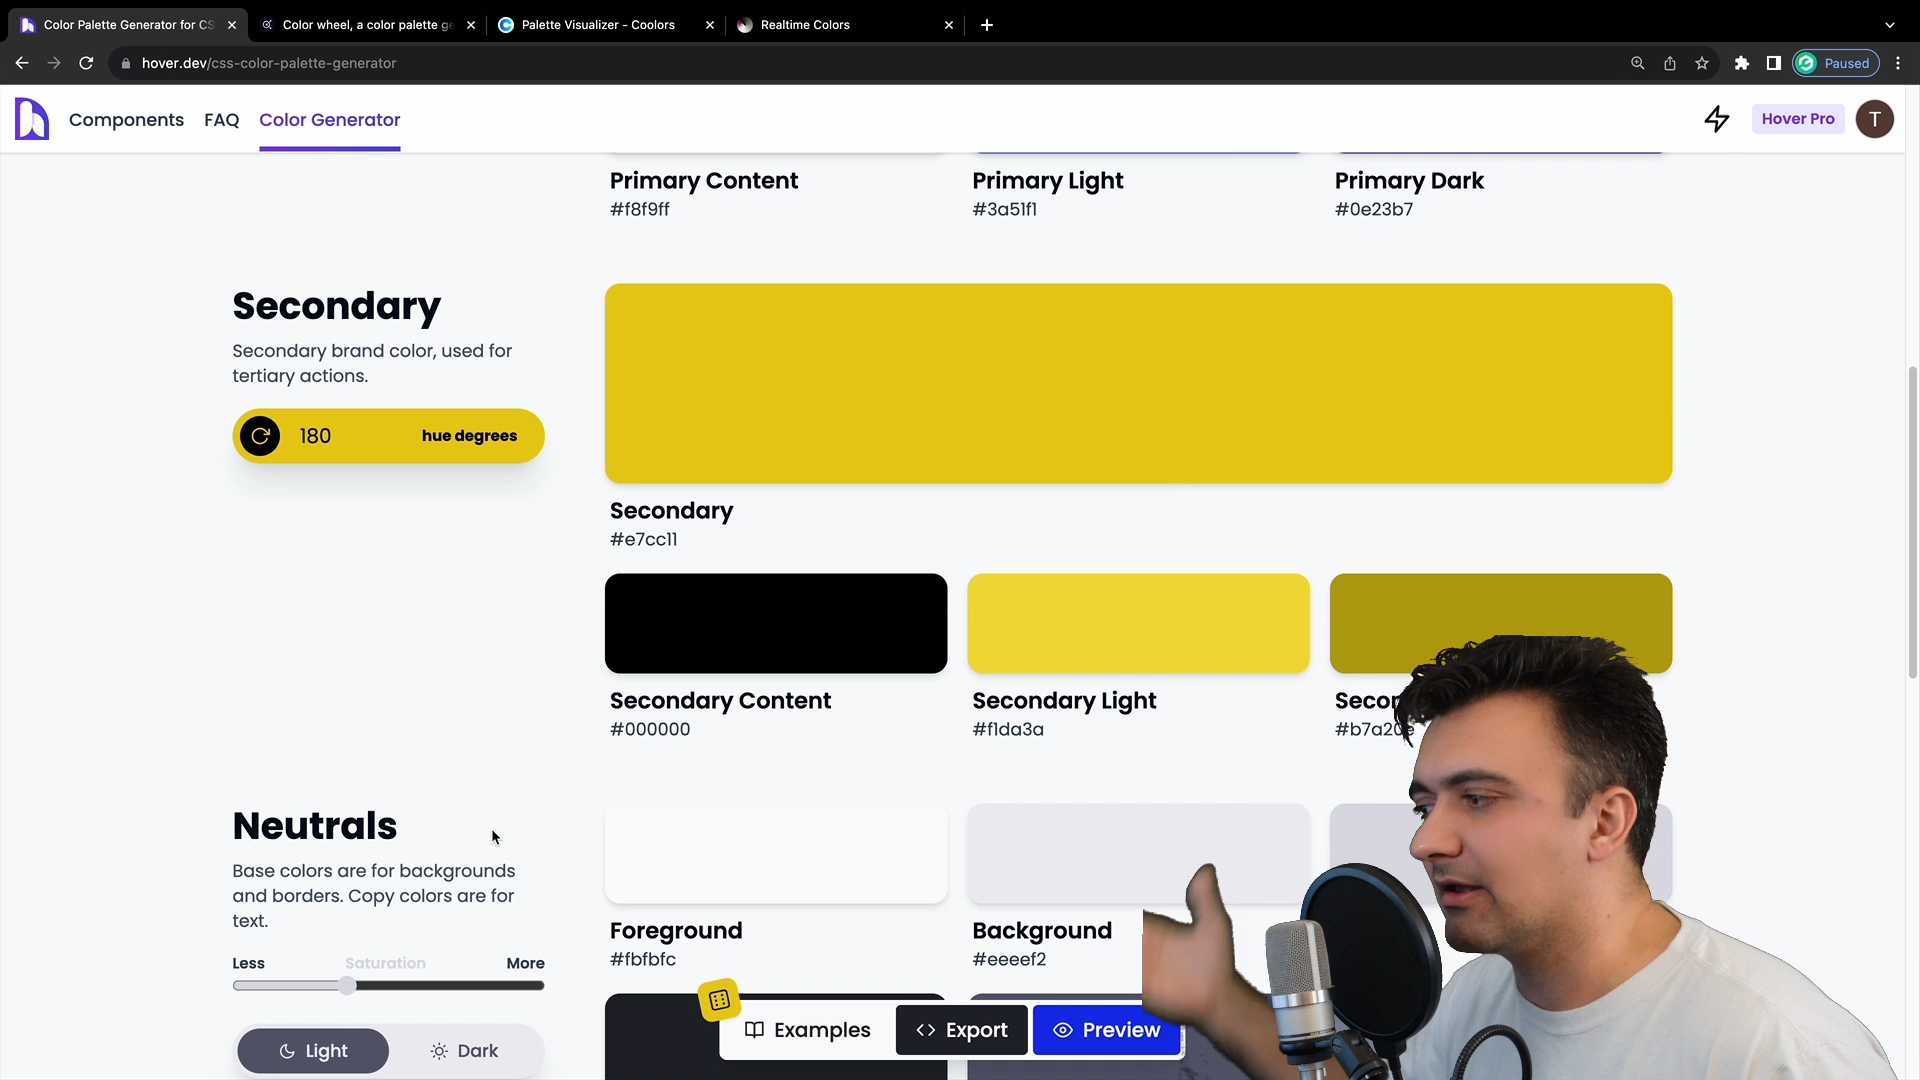 Color Palette Generator for CS
Color wheel, a color palette ge
Palette Visualizer - Coolors
Realtime Colors
hover.dev/css-color-palette-generator
Paused
Components
FAQ
Color Generator
Hover Pro
T
Primary Content
#f8f9ff
Primary Light
#3a51f1
Primary Dark
#0e23b7
Secondary
Secondary brand color, used for
tertiary actions.
180
hue degrees
Secondary
#e7cc11
Secondary Content
#000000
Secondary Light
#f1da3a
#b7a20e
Neutrals
Base colors are for backgrounds
and borders. Copy colors are for
text.
Less
Saturation
More
Light
Dark
Foreground
#fbfbfc
Background
#eeeef2
Examples
Export
Preview